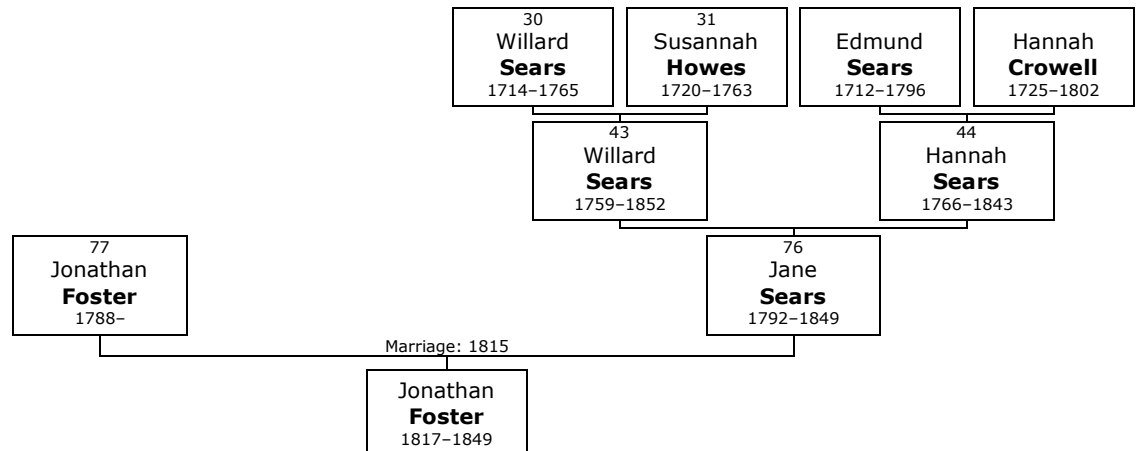 30
Willard
Sears
1714–1765
31
Susannah
Howes
1720–1763
Edmund
Sears
1712–1796
Hannah
Crowell
1725–1802
43
Willard
Sears
1759–1852
44
Hannah
Sears
1766–1843
77
Jonathan
Foster
1788–
76
Jane
Sears
1792–1849
Marriage: 1815
Jonathan
Foster
1817–1849